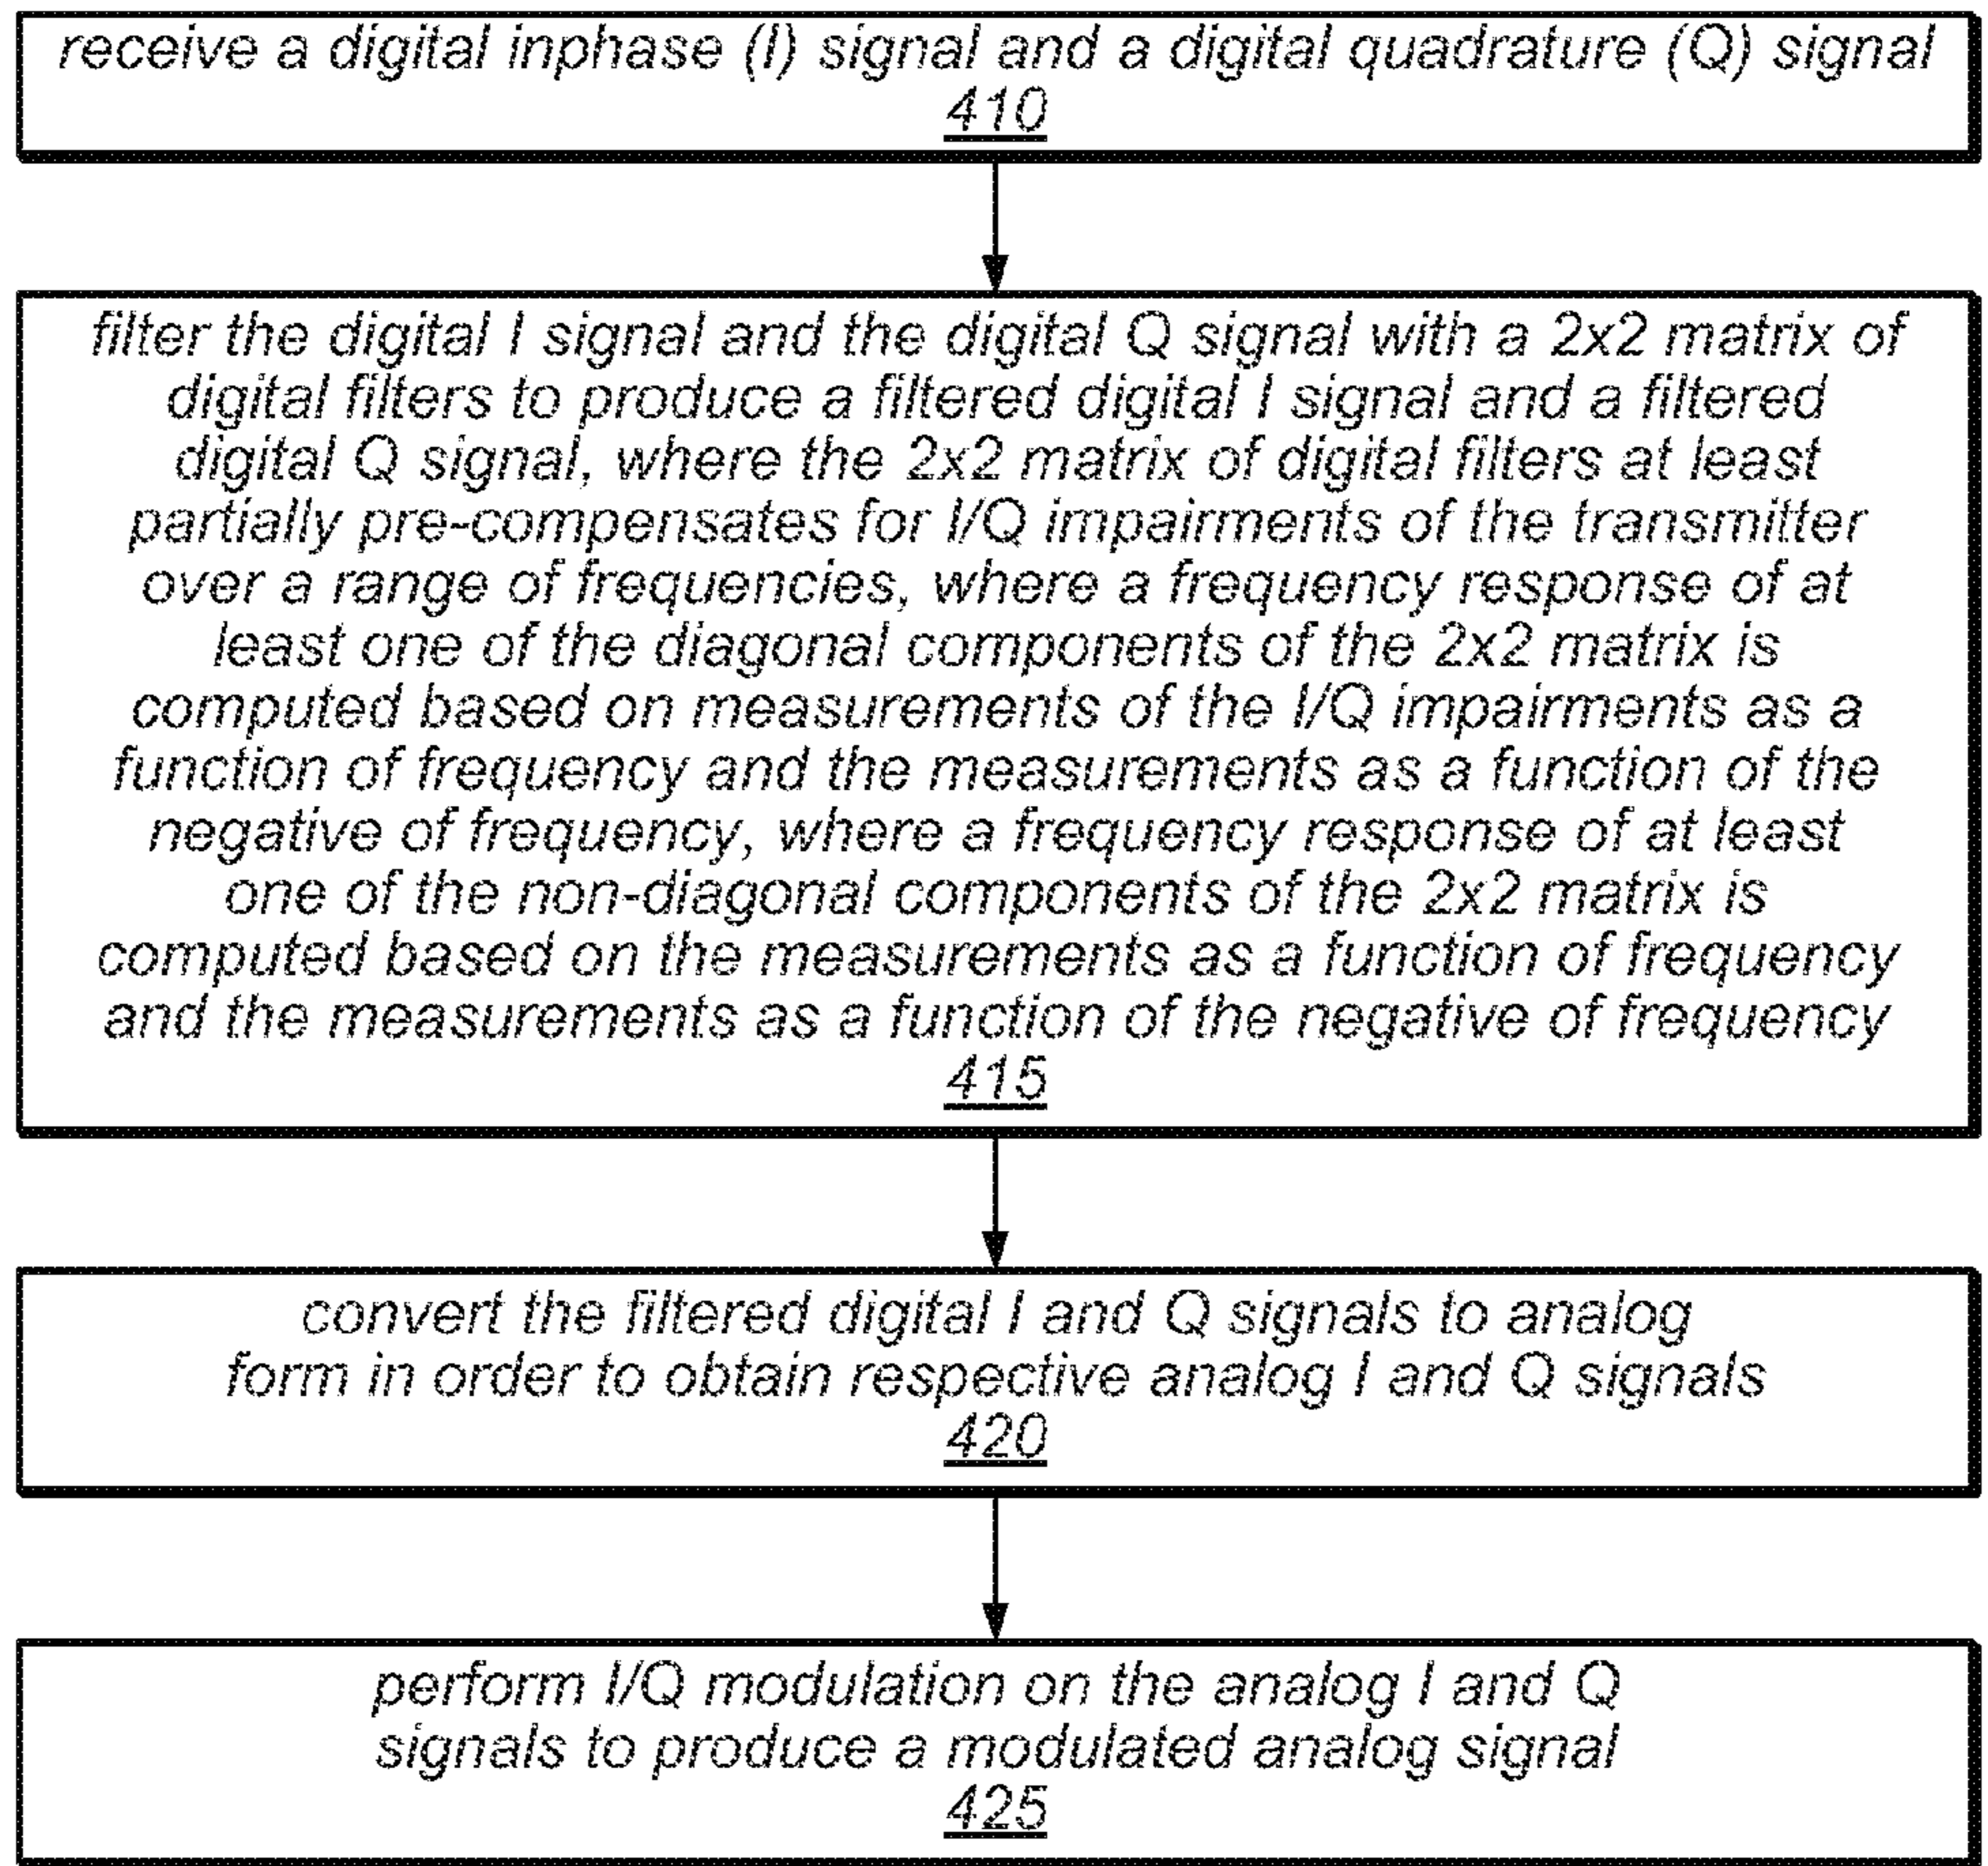 receive a digital inphase (I) signal and a digital quadrature (Q) signal
410
filter the digital I signal and the digital Q signal with a 2x2 matrix of
digital filters to produce a filtered digital I signal and a filtered
digital Q signal, where the 2x2 matrix of digital filters at least
partially pre-compensates for I/Q impairments of the transmitter
over a range of frequencies, where a frequency response of at
least one of the diagonal components of the 2x2 matrix is
computed based on measurements of the I/Q impairments as a
function of frequency and the measurements as a function of the
negative of frequency, where a frequency response of at least
one of the non-diagonal components of the 2x2 matrix is
computed based on the measurements as a function of frequency
and the measurements as a function of the negative of frequency
415
convert the filtered digital I and Q signals to analog
form in order to obtain respective analog I and Q signals
420
perform I/Q modulation on the analog I and Q
signals to produce a modulated analog signal
425